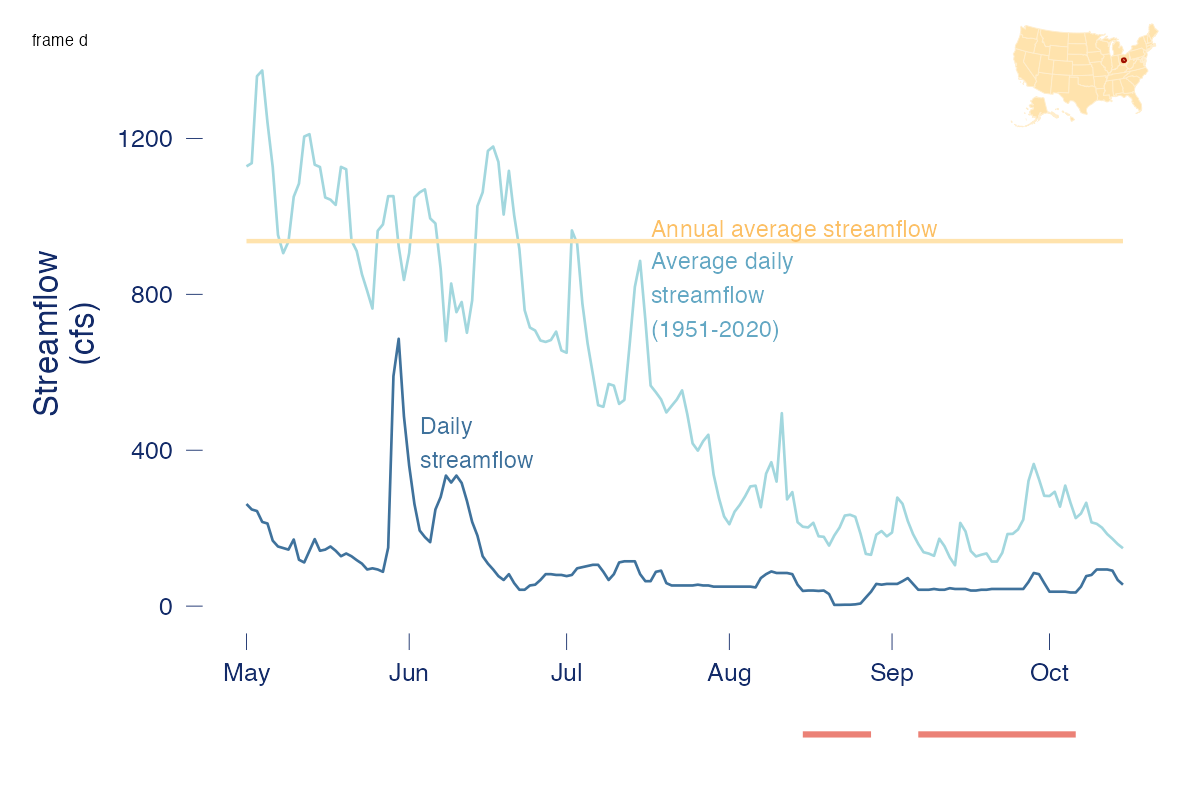 frame d
1200
800
400
0
Streamflow
(cfs)
Annual average streamflow
Average daily
streamflow
(1951-2020)
Daily
streamflow
May Jun Jul Aug Sep Oct